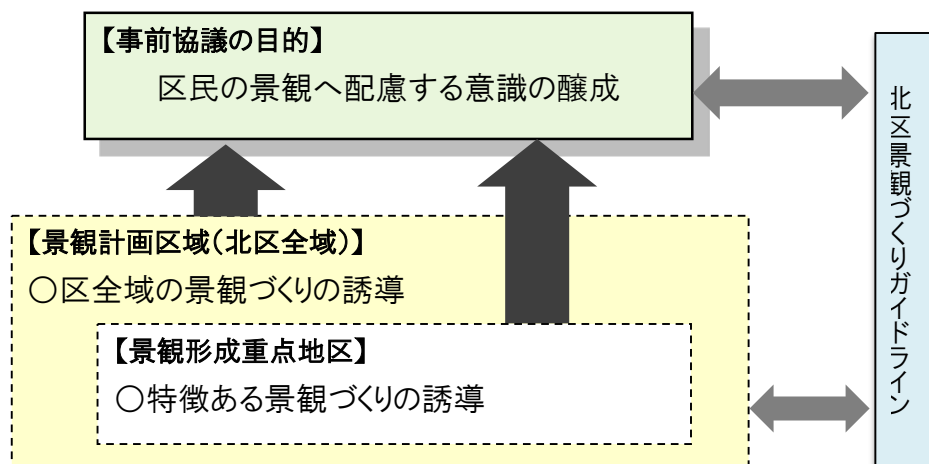 【事前協議の目的】
区民の景観へ配慮する意識の醸成
【景観計画区域(北区全域)】
○区全域の景観づくりの誘導
【景観形成重点地区】
○特徴ある景観づくりの誘導
北区景観づくりガイドライン